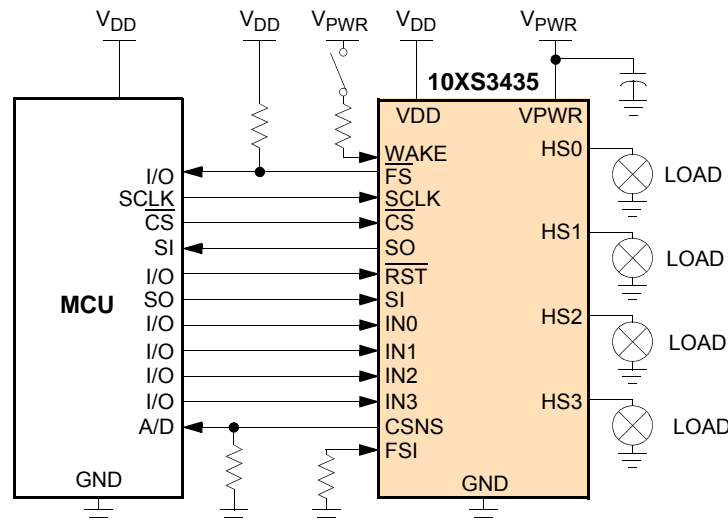 VDD VDD VPWR VDD VPWR
10XS3435
VDD VPWR
WAKE HS0
I/O FS LOAD
SCLK SCLK
CS CS
SI SO HS1
LOAD
I/O RST
MCU
SO SI
I/O IN0 HS2
I/O IN1 LOAD
I/O IN2
I/O IN3 HS3
A/D CSNS LOAD
FSI
GND GND